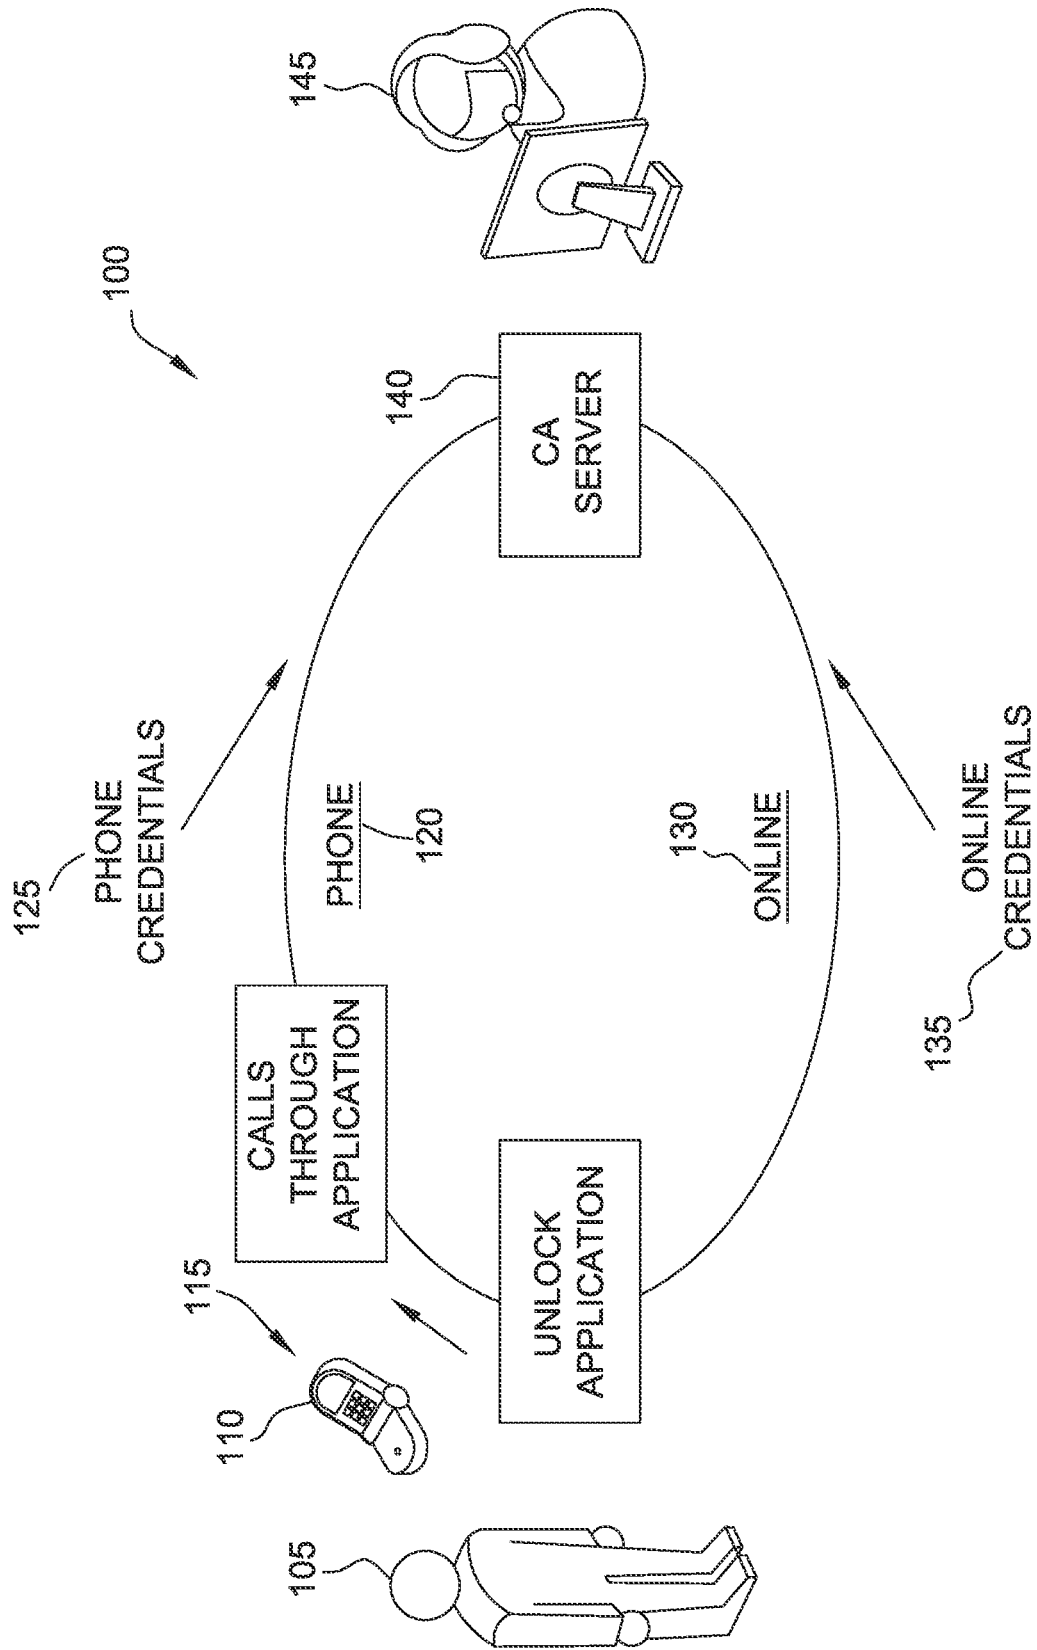 100
125
PHONE
CREDENTIALS
145
115
110
105
CALLS
THROUGH
APPLICATION
PHONE
120
140
CA
SERVER
UNLOCK
APPLICATION
130
ONLINE
135
ONLINE
CREDENTIALS